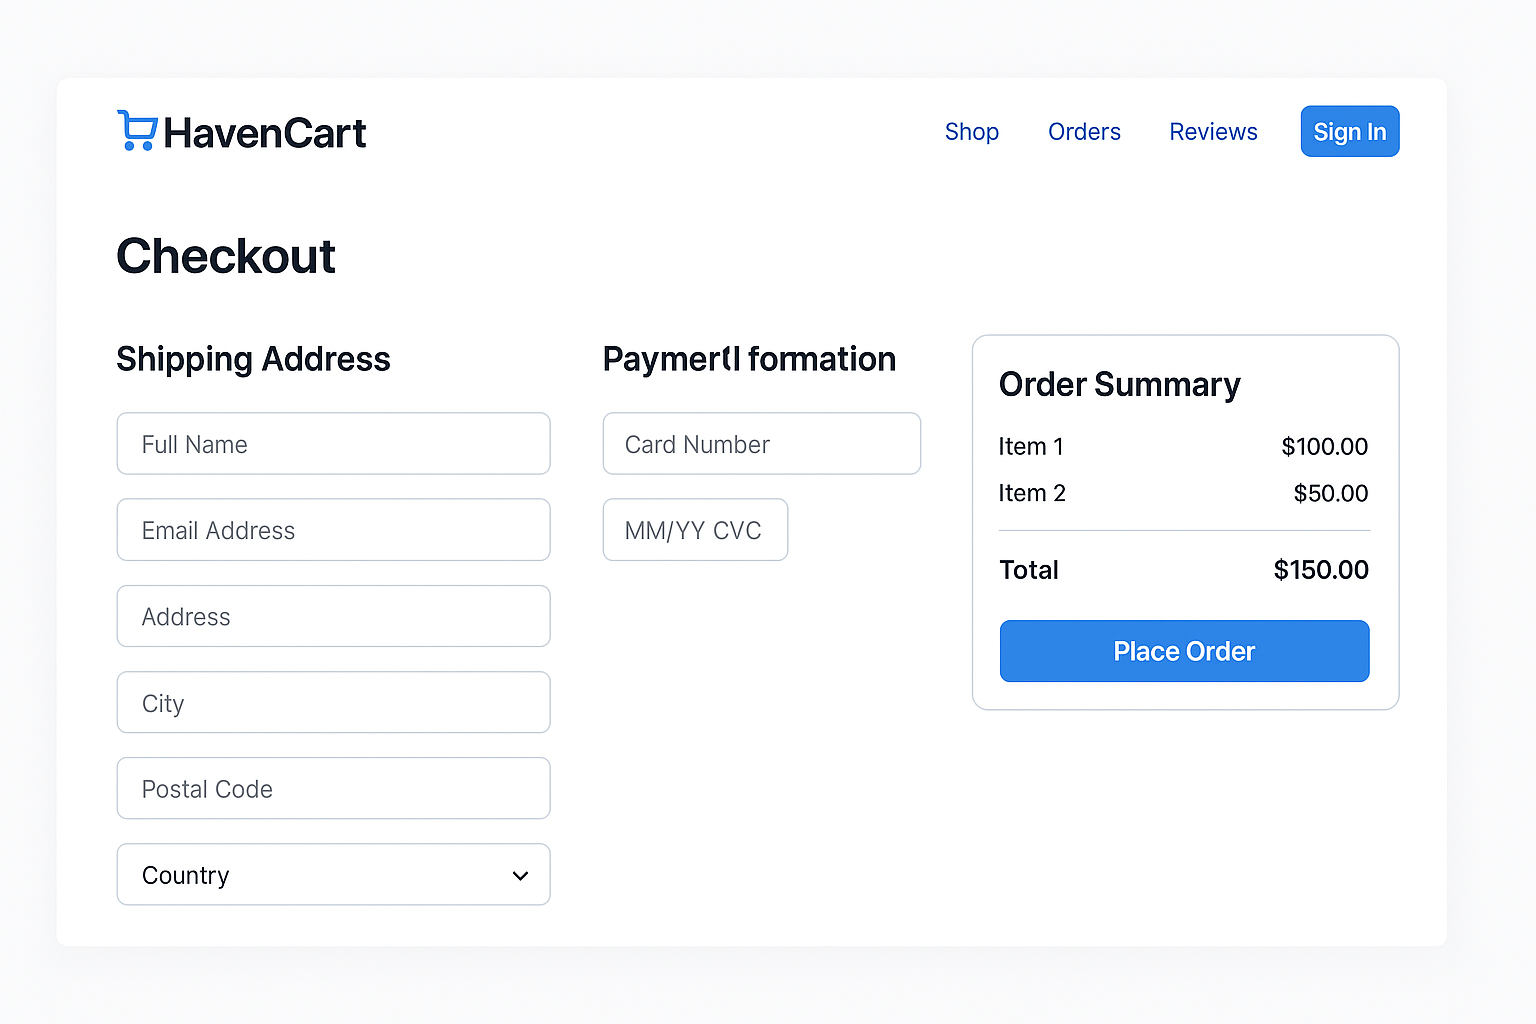 HavenCart
Shop
Orders
Reviews
Sign In
Checkout
Shipping Address
Full Name
Email Address
Address
City
Postal Code
Country
formation
Card Number
MM/YY CVC
Order Summary
Item 1 $100.00
Item 2 $50.00
Total $150.00
Place Order